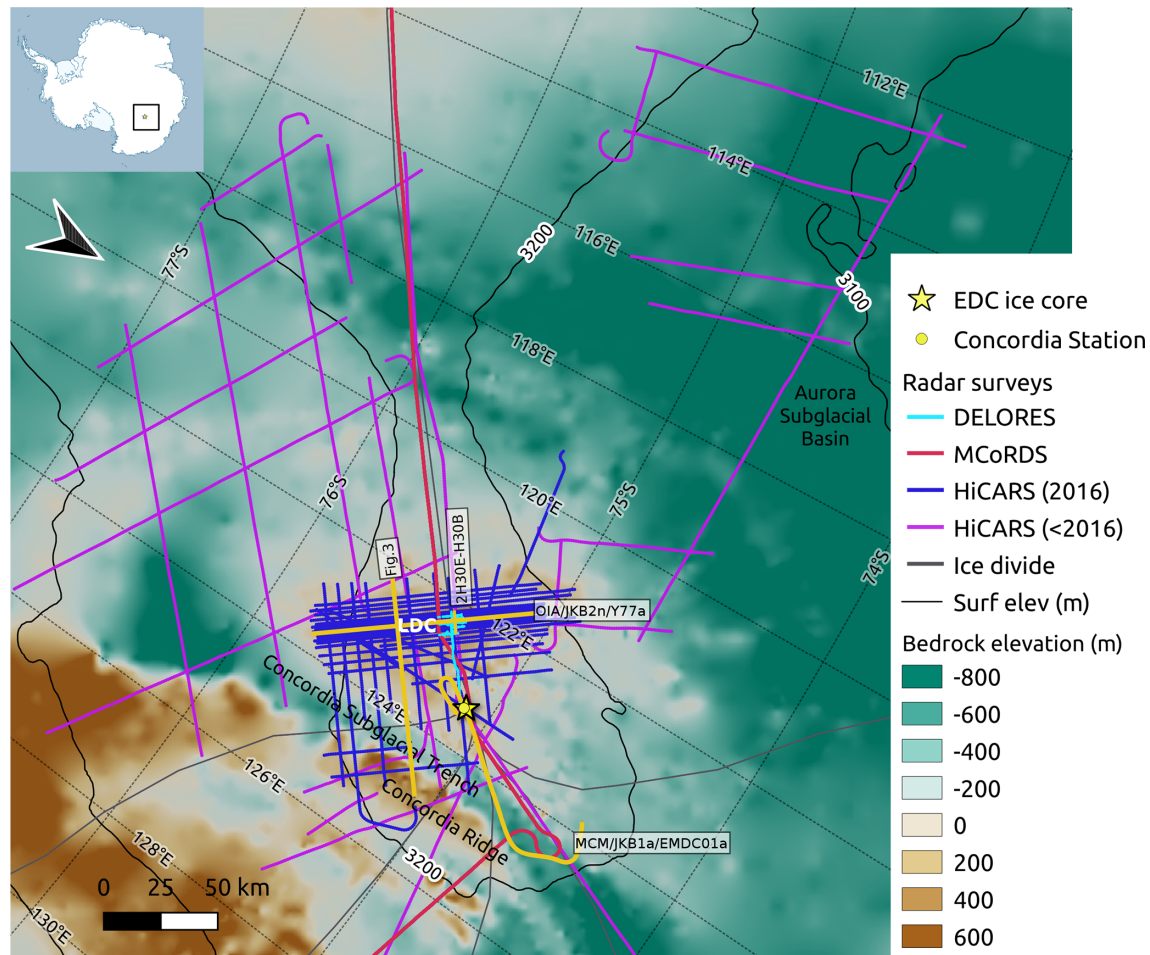 112°E
114°E
116°E
3200
77°S
3100
118°E
EDC ice core
Concordia Station
Radar surveys
DELORES
MCoRDS
HiCARS (2016)
HiCARS (<2016)
Ice divide
Surf elev (m)
Bedrock elevation (m)
-800
-600
-400
-200
0
200
400
600
Aurora
Subglacial
Basin
76°S
120°E
75°S
74°S
Fig.3
2H30E-H30B
OIA/JKB2n/Y77a
LDC
122°E
124°E
Concordia Subglacial Trench
126°E
Concordia Ridge
MCM/JKB1a/EMDC01a
128°E
3200
130°E
0 25 50 km